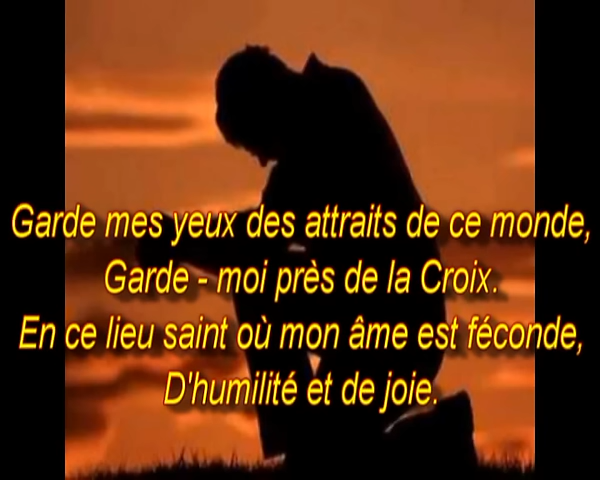 Garde mes yeux des attraits de ce monde,
Garde - moi près de la Croix.
En ce lieu saint où mon âme est féconde,
D'humilité et de joie.